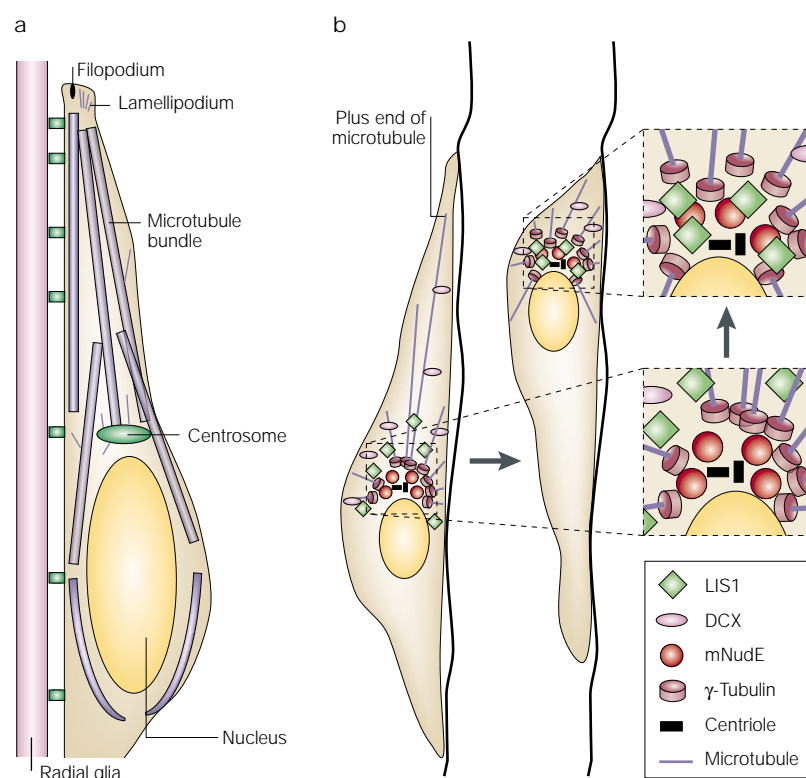 a
Filopodium
Lamellipodium
Microtubule
bundle
Centrosome
Nucleus
Radial glia
b
Plus end of
microtubule
LIS1
DCX
mNudE
γ-Tubulin
Centriole
Microtubule